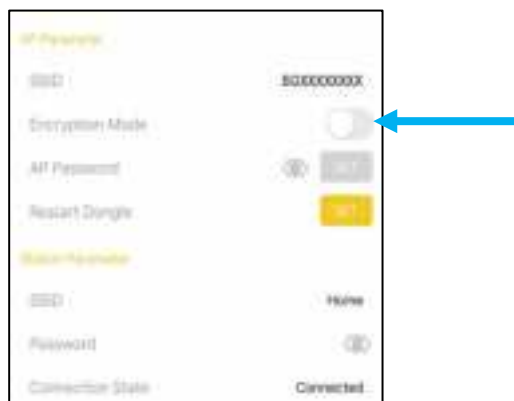 AP Parameter
SSID
Encryption Mode
AP Password
SET
Restart Dongle
SET
Station Parameter
SSID Home
Password
Connection State Connected